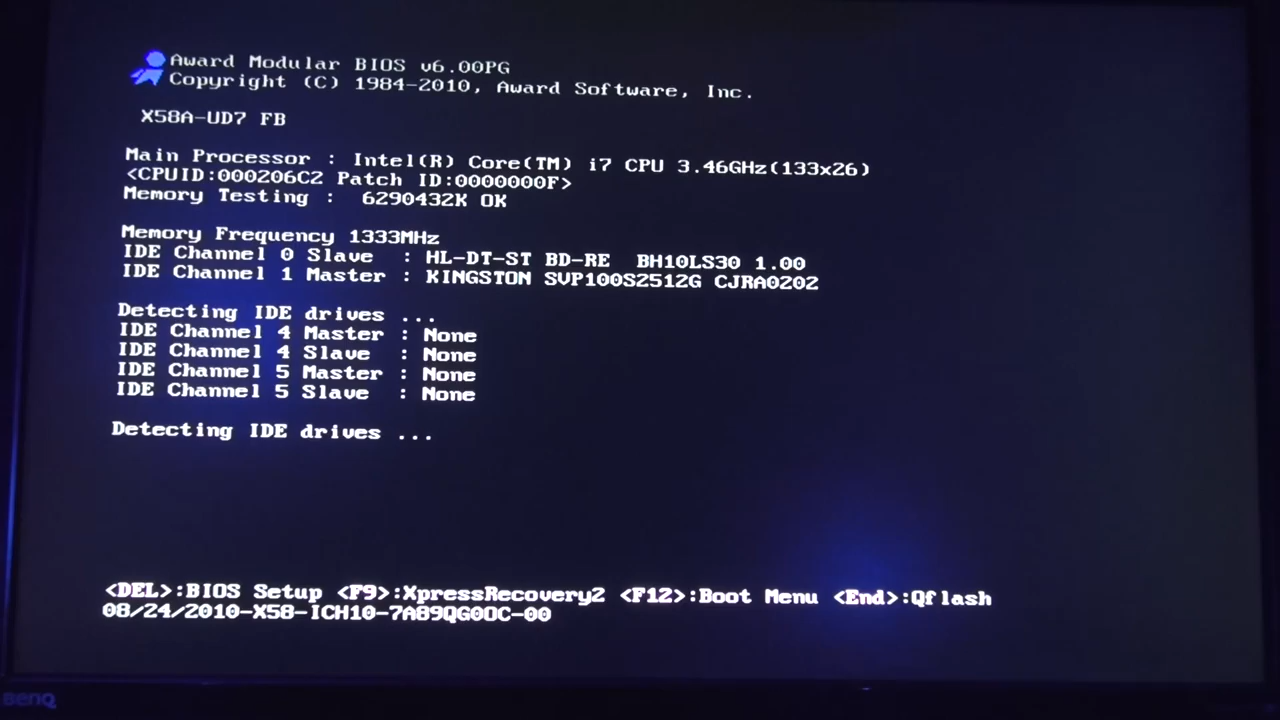 Award Modular BIOS v6.00PG
Copyright (C) 1984-2010, Award Software, Inc.
X58A-UD7 FB
Main Processor : Intel(R) Core(TM) i7 CPU 3.46GHz(133x26)
<CPUID:000206C2 Patch ID:0000000F>
Memory Testing : 6290432K OK
Memory Frequency 1333MHz
IDE Channel 0 Slave : HL-DT-ST BD-RE BH10LS30 1.00
IDE Channel 1 Master : KINGSTON SVP100S2512G CJRA0202
Detecting IDE drives ...
IDE Channel 4 Master : None
IDE Channel 4 Slave : None
IDE Channel 5 Master : None
IDE Channel 5 Slave : None
Detecting IDE drives ...
<DEL>:BIOS Setup <F9>:XpressRecovery2 <F12>:Boot Menu <End>:Qflash
08/24/2010-X58-ICH10-7A89QG0OC-00
BenQ